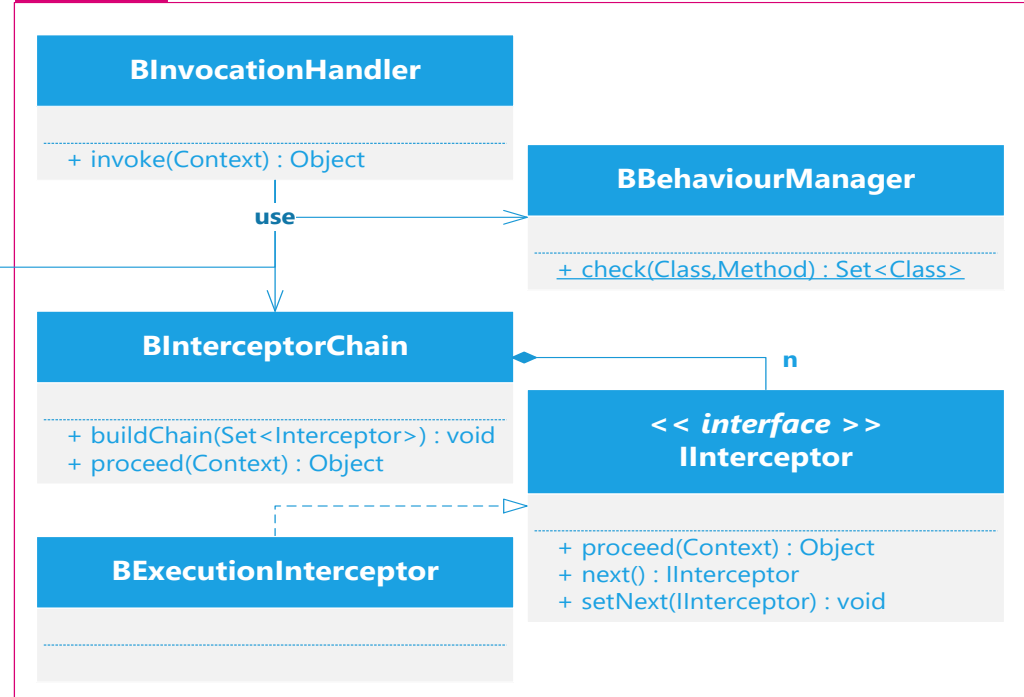 BInvocationHandler
+ invoke(Context) : Object
use
BBehaviourManager
+ check(Class,Method) : Set<Class>
BInterceptorChain
+ buildChain(Set<Interceptor>) : void
+ proceed(Context) : Object
n
<< interface >>
IInterceptor
+ proceed(Context) : Object
+ next() : IInterceptor
+ setNext(IInterceptor) : void
BExecutionInterceptor